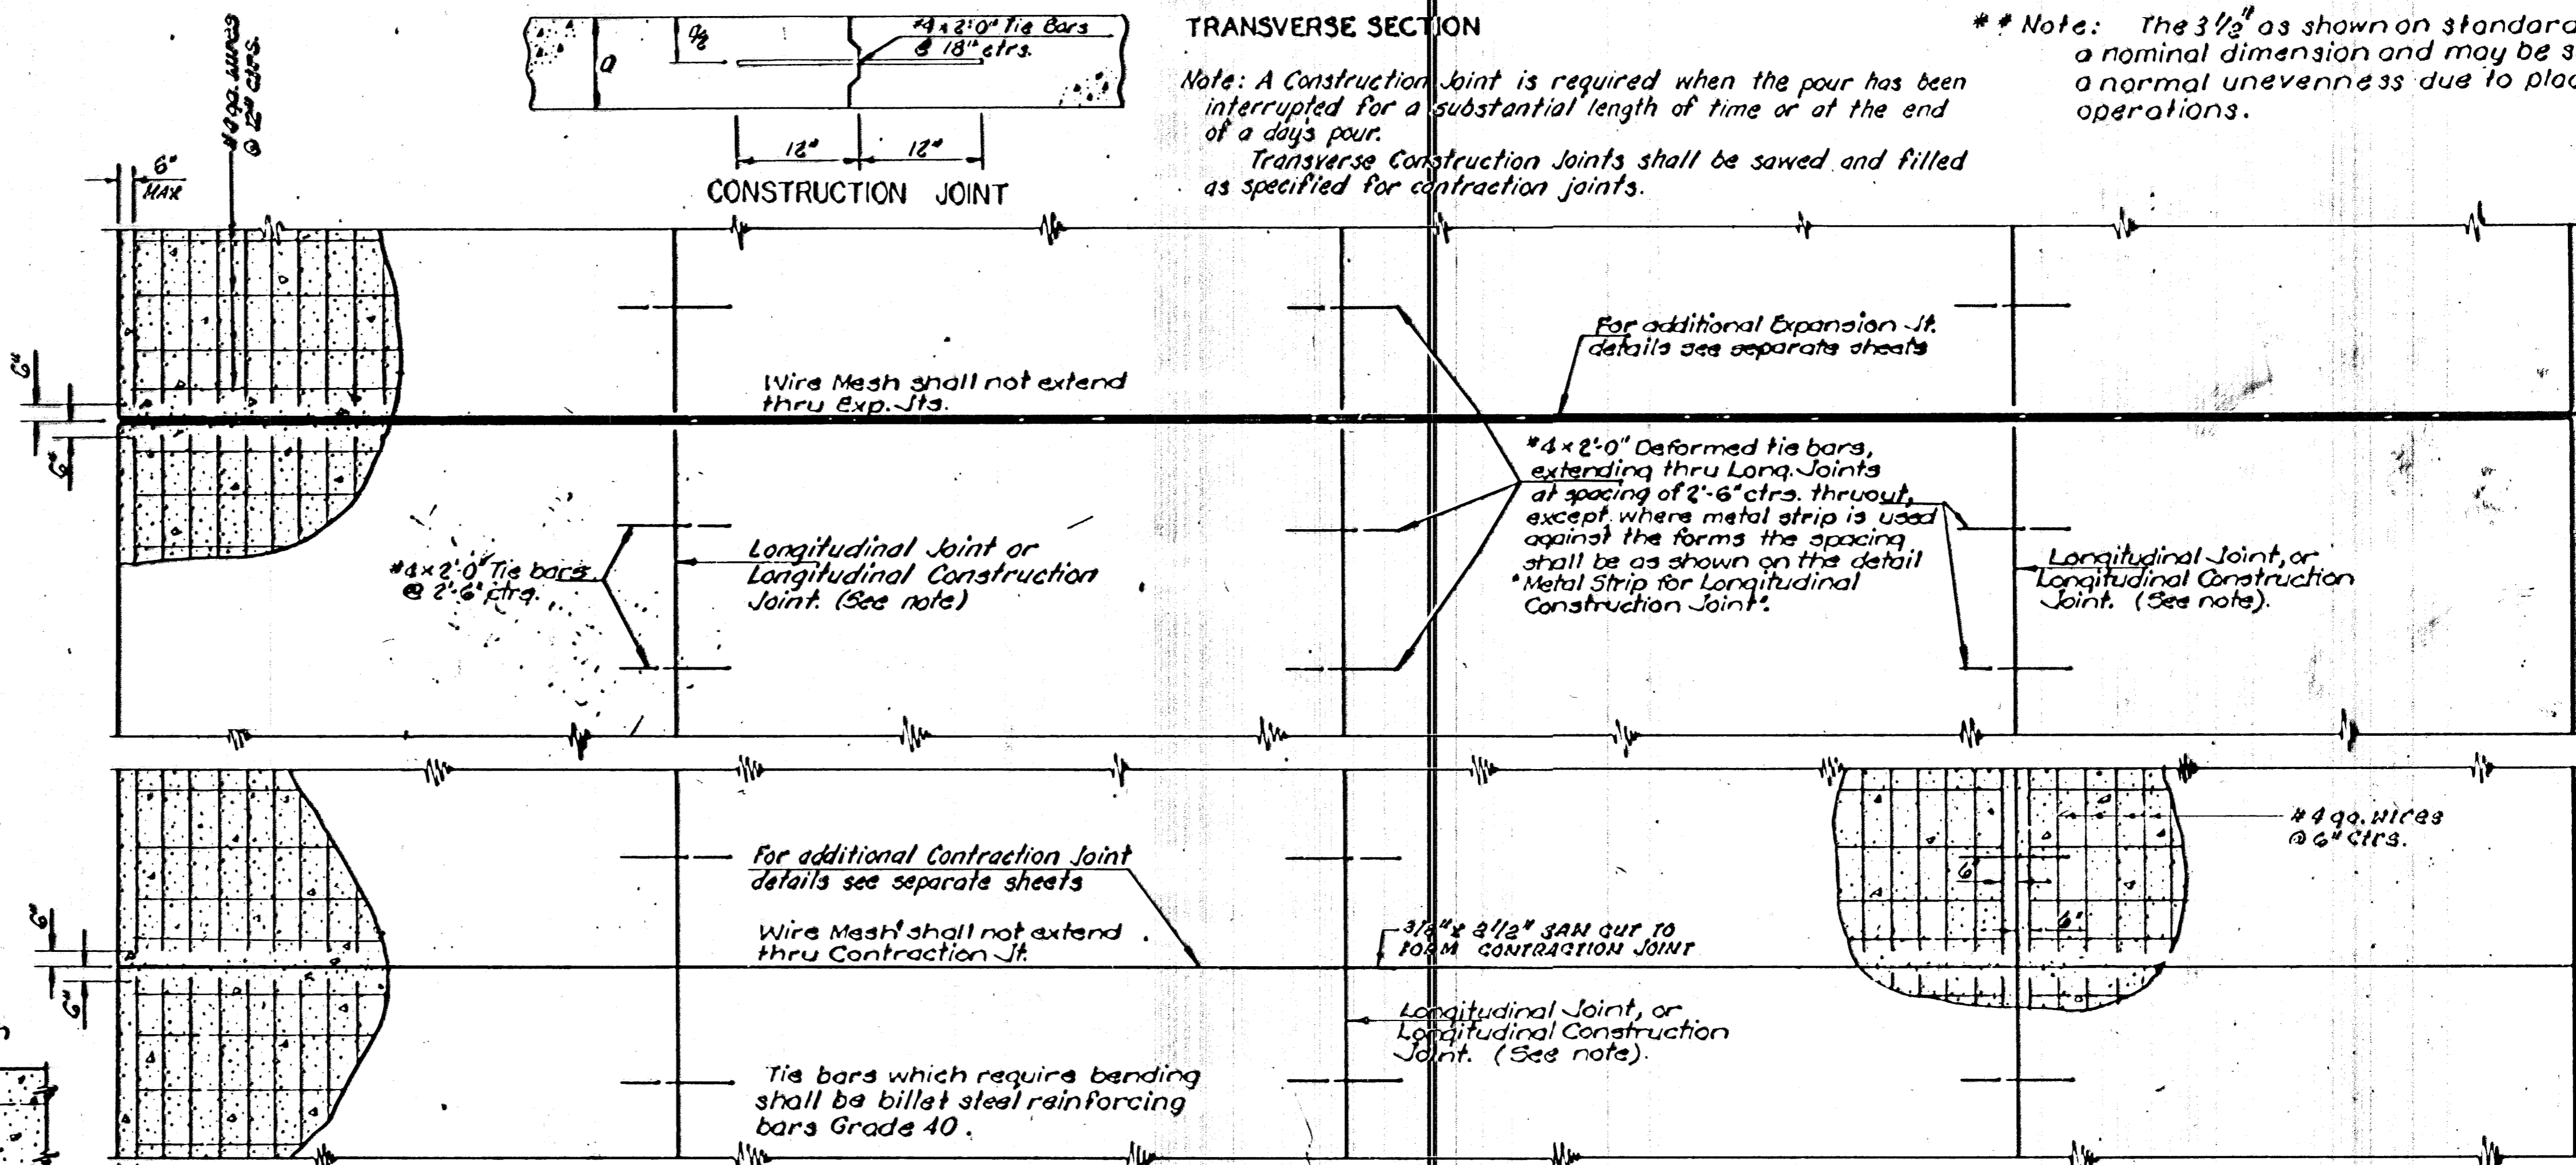 #4 x 2'-0" Tie Bars
@ 18" ctrs.
a
12"
12"
CONSTRUCTION JOINT
TRANSVERSE SECTION
Note: A Construction Joint is required when the pour has been
interrupted for a substantial length of time or at the end
of a day's pour.
Transverse Construction Joints shall be sawed and filled
as specified for contraction joints.
** Note: The 3 1/2" as shown on standard
a nominal dimension and may be s
a normal unevenness due to plac
operations.
#4 ga. wires
@ 12" ctrs.
6"
MAX
6"
6"
Wire Mesh shall not extend
thru Exp. Jts.
For additional Expansion Jt.
details see separate sheets
#4 x 2'-0" Deformed tie bars,
extending thru Long. Joints
at spacing of 2'-6" ctrs. thruout,
except where metal strip is used
against the forms the spacing
shall be as shown on the detail
"Metal Strip for Longitudinal
Construction Joint".
#4 x 2'-0" Tie bars
@ 2'-6" ctrs.
Longitudinal Joint or
Longitudinal Construction
Joint. (See note)
Longitudinal Joint, or
Longitudinal Construction
Joint. (See note).
#4 ga. wires
@ 6" ctrs.
6"
6"
For additional Contraction Joint
details see separate sheets
Wire Mesh shall not extend
thru Contraction Jt.
SAW CUT TO
FORM CONTRACTION JOINT
6"
6"
Longitudinal Joint, or
Longitudinal Construction
Joint. (See note).
Tie bars which require bending
shall be billet steel reinforcing
bars Grade 40.